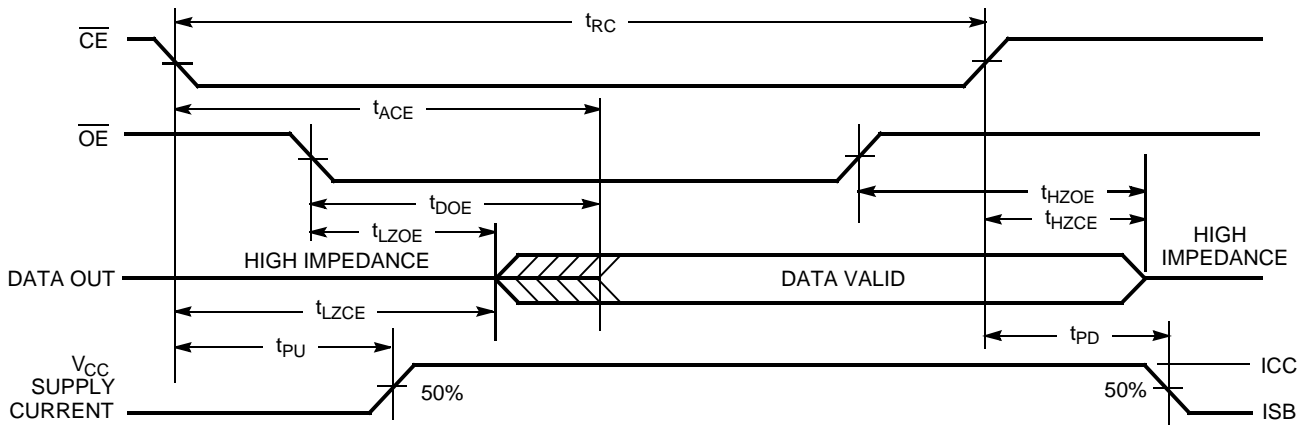 tRC
CE
tACE
OE
tHZOE
tDOE
tHZCE
tLZOE
HIGH
IMPEDANCE
HIGH IMPEDANCE
DATA OUT
DATA VALID
tLZCE
tPU
tPD
VCC
SUPPLY
CURRENT
50%
50%
ICC
ISB